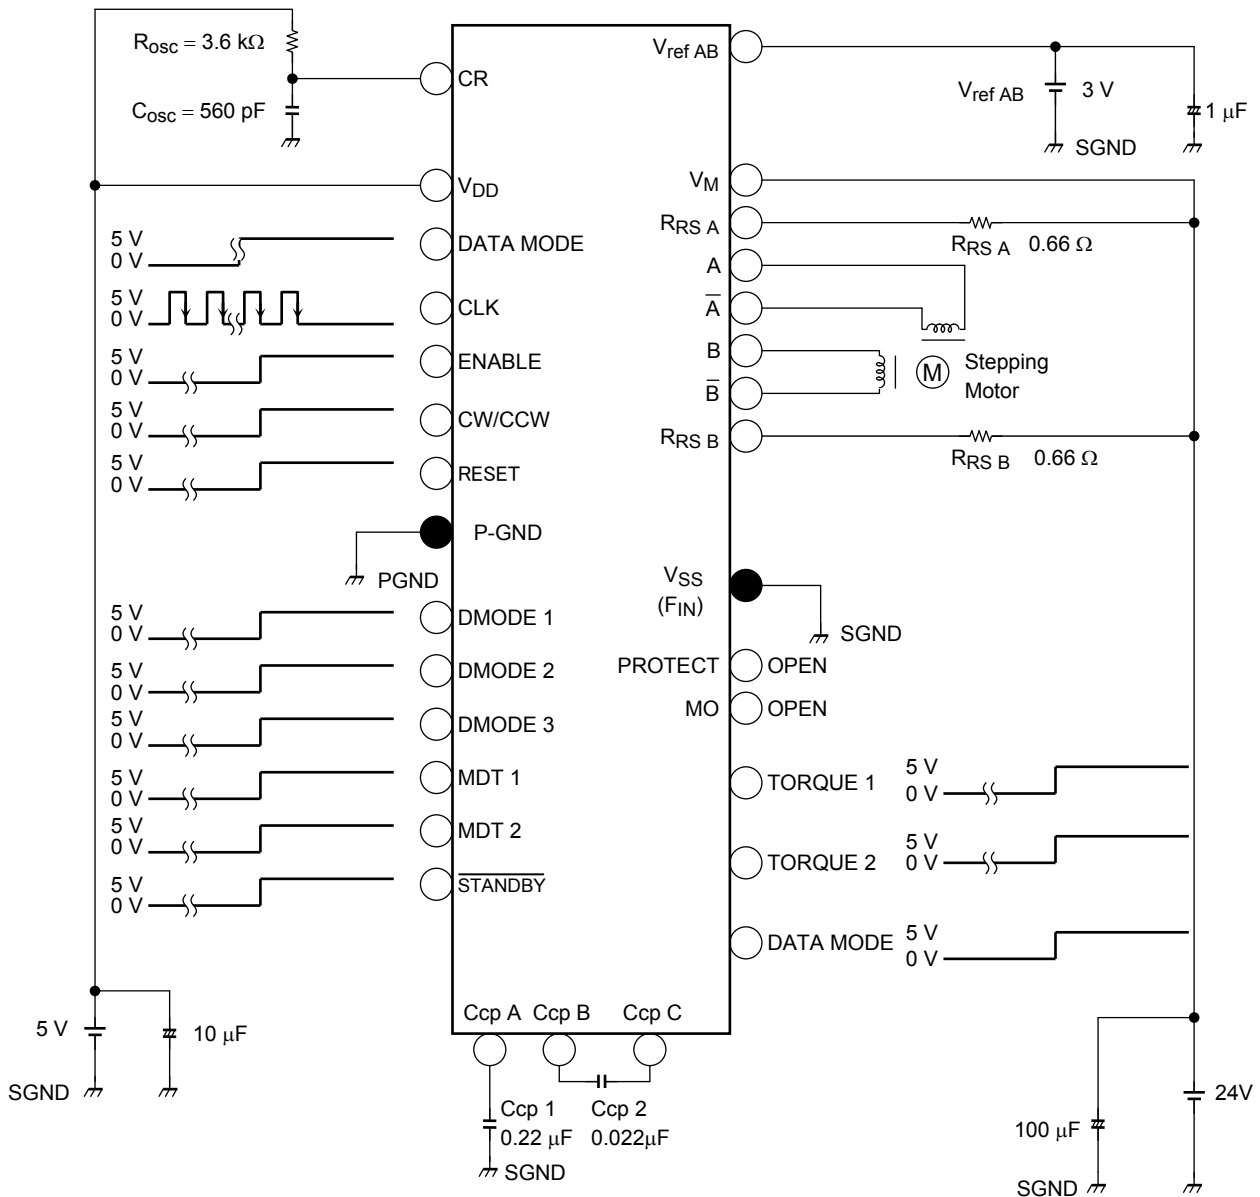 Rosc = 3.6 kΩ
CR
Cosc = 560 pF
VDD
5 V
0 V
DATA MODE
5 V
0 V
CLK
5 V
0 V
ENABLE
5 V
0 V
CW/CCW
5 V
0 V
RESET
P-GND
PGND
5 V
0 V
DMODE 1
5 V
0 V
DMODE 2
5 V
0 V
DMODE 3
5 V
0 V
MDT 1
5 V
0 V
MDT 2
5 V
0 V
STANDBY
5 V
10 μF
SGND
Ccp A Ccp B Ccp C
Ccp 1
0.22 μF
SGND
Ccp 2
0.022μF
Vref AB
Vref AB 3 V
SGND
1 μF
VM
RRS A
RRS A 0.66 Ω
A
A
B
B
M
Stepping
Motor
RRS B
RRS B 0.66 Ω
VSS
(FIN)
SGND
PROTECT OPEN
MO OPEN
TORQUE 1
5 V
0 V
TORQUE 2
5 V
0 V
DATA MODE
5 V
0 V
24V
100 μF
SGND